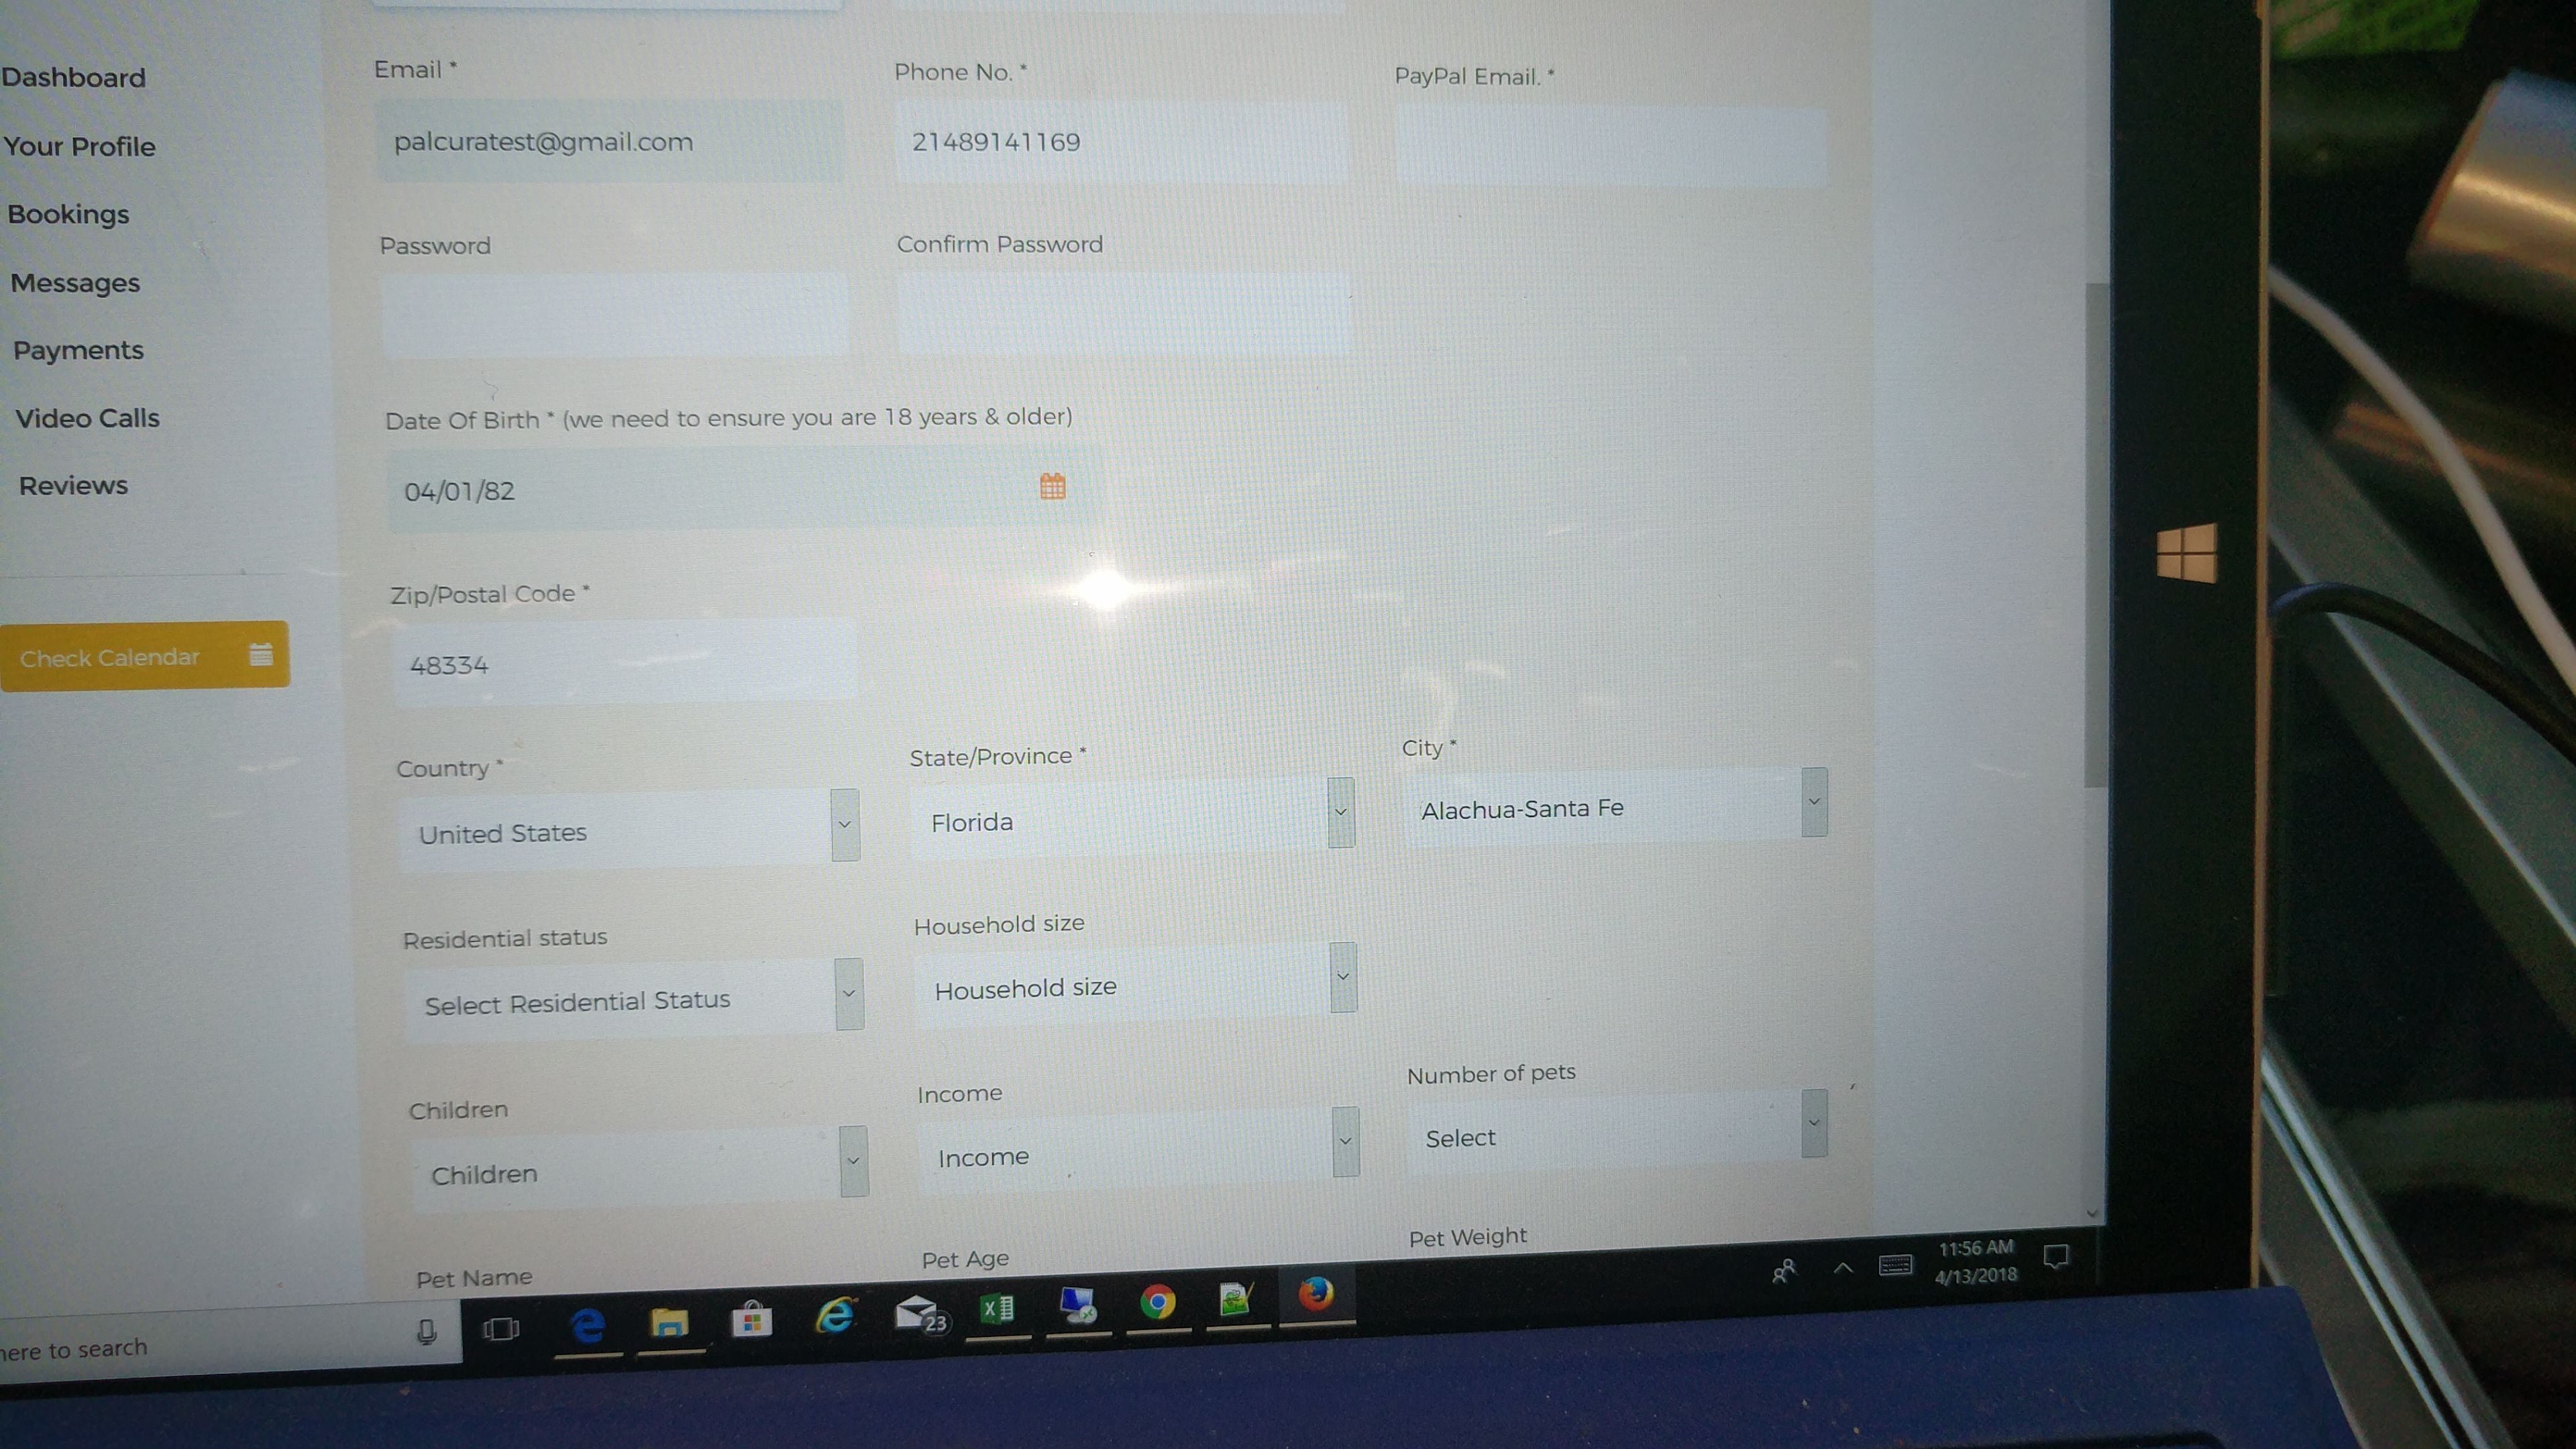 Dashboard
Your Profile
Bookings
Messages
Payments
Video Calls
Reviews
Check Calendar
Email *
Phone No. *
PayPal Email. *
palcuratest@gmail.com
21489141169
Password
Confirm Password
Date Of Birth * (we need to ensure you are 18 years & older)
04/01/82
Zip/Postal Code *
48334
Country *
State/Province *
City *
United States
Florida
Alachua-Santa Fe
Residential status
Household size
Select Residential Status
Household size
Children
Income
Number of pets
Children
Income
Select
Pet Name
Pet Age
Pet Weight
here to search
23
11:56 AM
4/13/2018